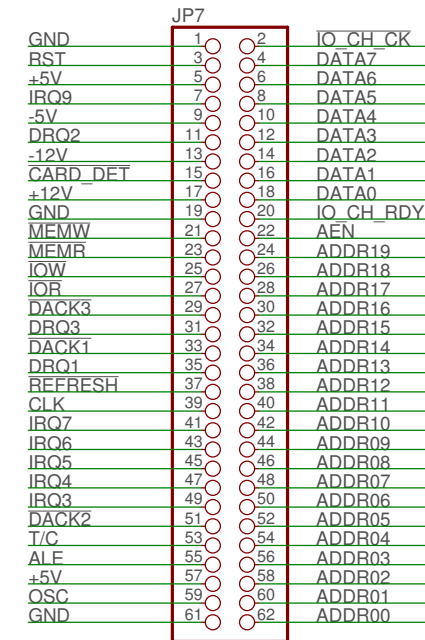 JP7
GND 1 2 IO_CH_CK
RST 3 4 DATA7
+5V 5 6 DATA6
IRQ9 7 8 DATA5
-5V 9 10 DATA4
DRQ2 11 12 DATA3
-12V 13 14 DATA2
CARD_DET 15 16 DATA1
+12V 17 18 DATA0
GND 19 20 IO_CH_RDY
MEMW 21 22 AEN
MEMR 23 24 ADDR19
IOW 25 26 ADDR18
IOR 27 28 ADDR17
DACK3 29 30 ADDR16
DRQ3 31 32 ADDR15
DACK1 33 34 ADDR14
DRQ1 35 36 ADDR13
REFRESH 37 38 ADDR12
CLK 39 40 ADDR11
IRQ7 41 42 ADDR10
IRQ6 43 44 ADDR09
IRQ5 45 46 ADDR08
IRQ4 47 48 ADDR07
IRQ3 49 50 ADDR06
DACK2 51 52 ADDR05
T/C 53 54 ADDR04
ALE 55 56 ADDR03
+5V 57 58 ADDR02
OSC 59 60 ADDR01
GND 61 62 ADDR00